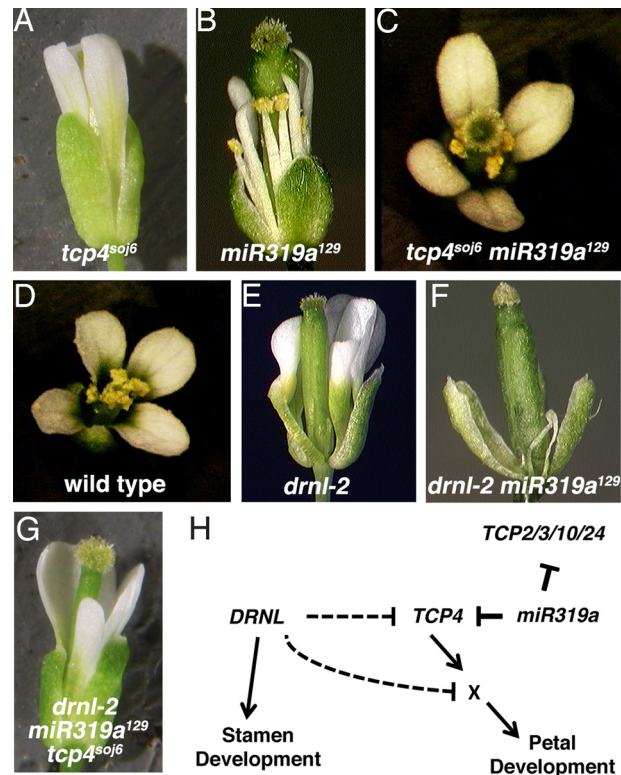 A
tcp4soj6
B
miR319a129
C
tcp4soj6 miR319a129
D
wild type
E
drnl-2
F
drnl-2 miR319a129
G
drnl-2
miR319a129
tcp4soj6
H
TCP2/3/10/24
DRNL TCP4 miR319a
X
Stamen
Development
Petal
Development